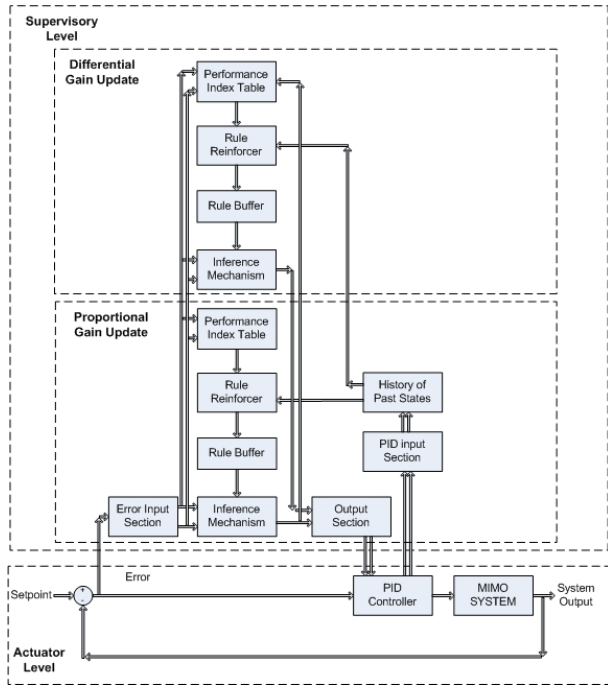 Supervisory
Level
Differential
Gain Update
Performance
Index Table
Rule
Reinforcer
Rule Buffer
Inference
Mechanism
Proportional
Gain Update
Performance
Index Table
Rule
Reinforcer
History of
Past States
Rule Buffer
PID input
Section
Error Input
Section
Inference
Mechanism
Output
Section
Error
Setpoint
+
-
PID
Controller
MIMO
SYSTEM
System
Output
Actuator
Level